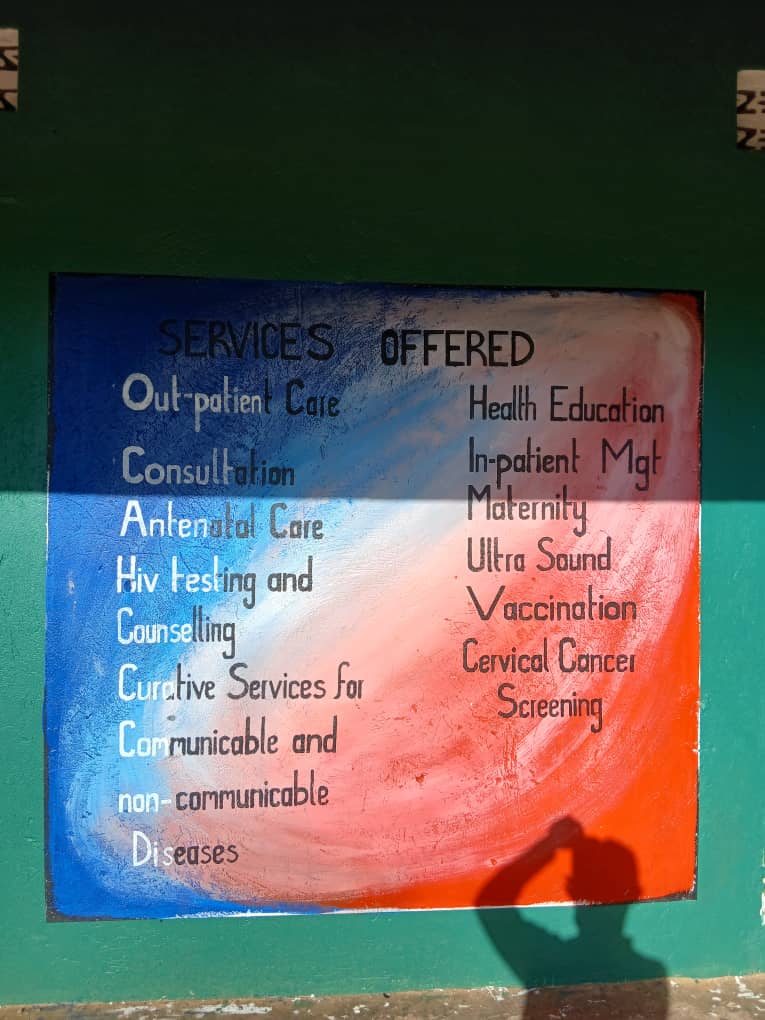 SERVICES OFFERED
Out-patient Care
Consultation
Antenatal Care
Hiv testing and
Counselling
Curative Services for
Communicable and
non-communicable
Diseases
Health Education
In-patient Mgt
Maternity
Ultra Sound
Vaccination
Cervical Cancer
Screening